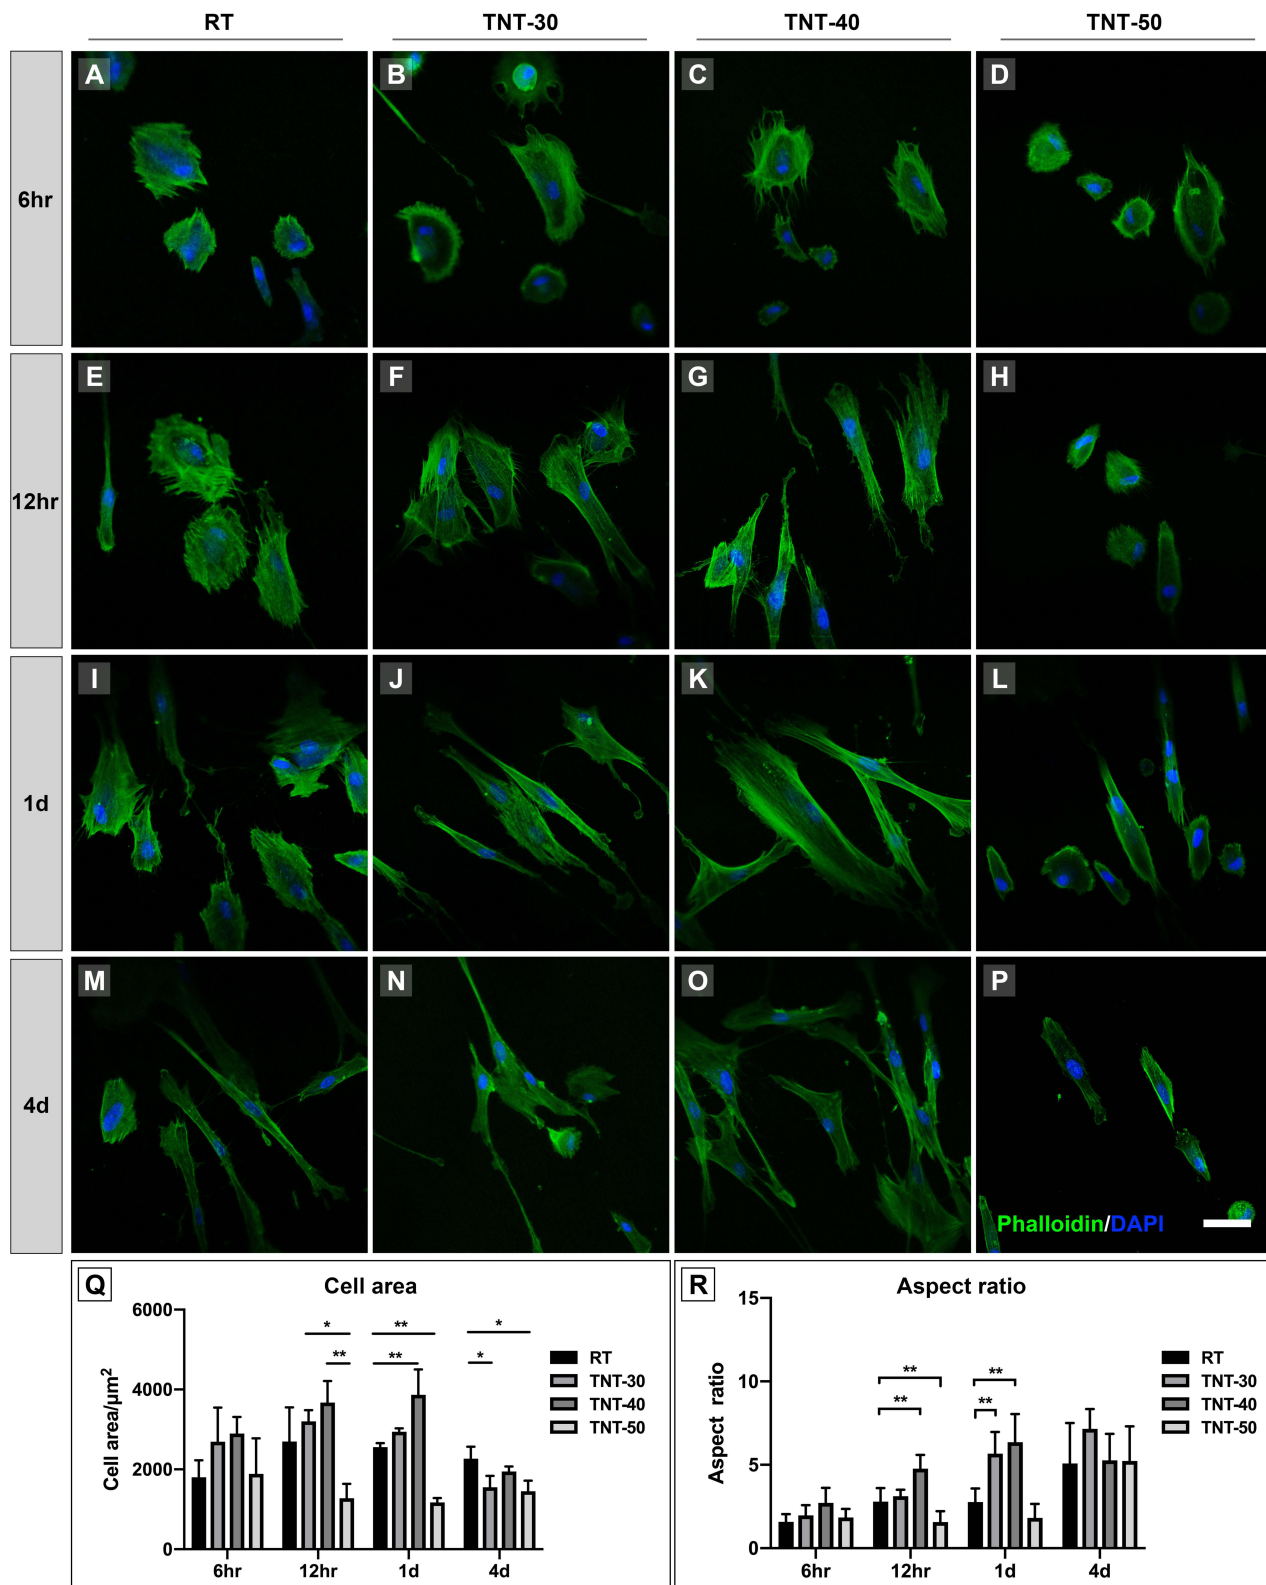 RT TNT-30 TNT-40 TNT-50
6hr
A B C D
12hr
E F G H
1d
I J K L
4d
M N O P
Phalloidin/DAPI
Q Cell area
6000
4000
2000
0
Cell area/µm²
* ** ** ** * *
6hr 12hr 1d 4d
RT
TNT-30
TNT-40
TNT-50
R Aspect ratio
15
10
5
0
Aspect ratio
** ** ** **
6hr 12hr 1d 4d
RT
TNT-30
TNT-40
TNT-50